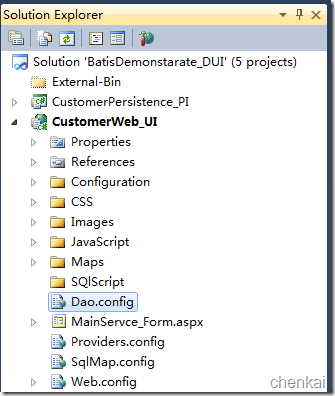 Solution Explorer
Solution 'BatisDemonstarate_DUI' (5 projects)
External-Bin
CustomerPersistence_PI
CustomerWeb_UI
Properties
References
Configuration
CSS
Images
JavaScript
Maps
SQlScript
Dao.config
MainServce_Form.aspx
Providers.config
SqlMap.config
Web.config
chenkai